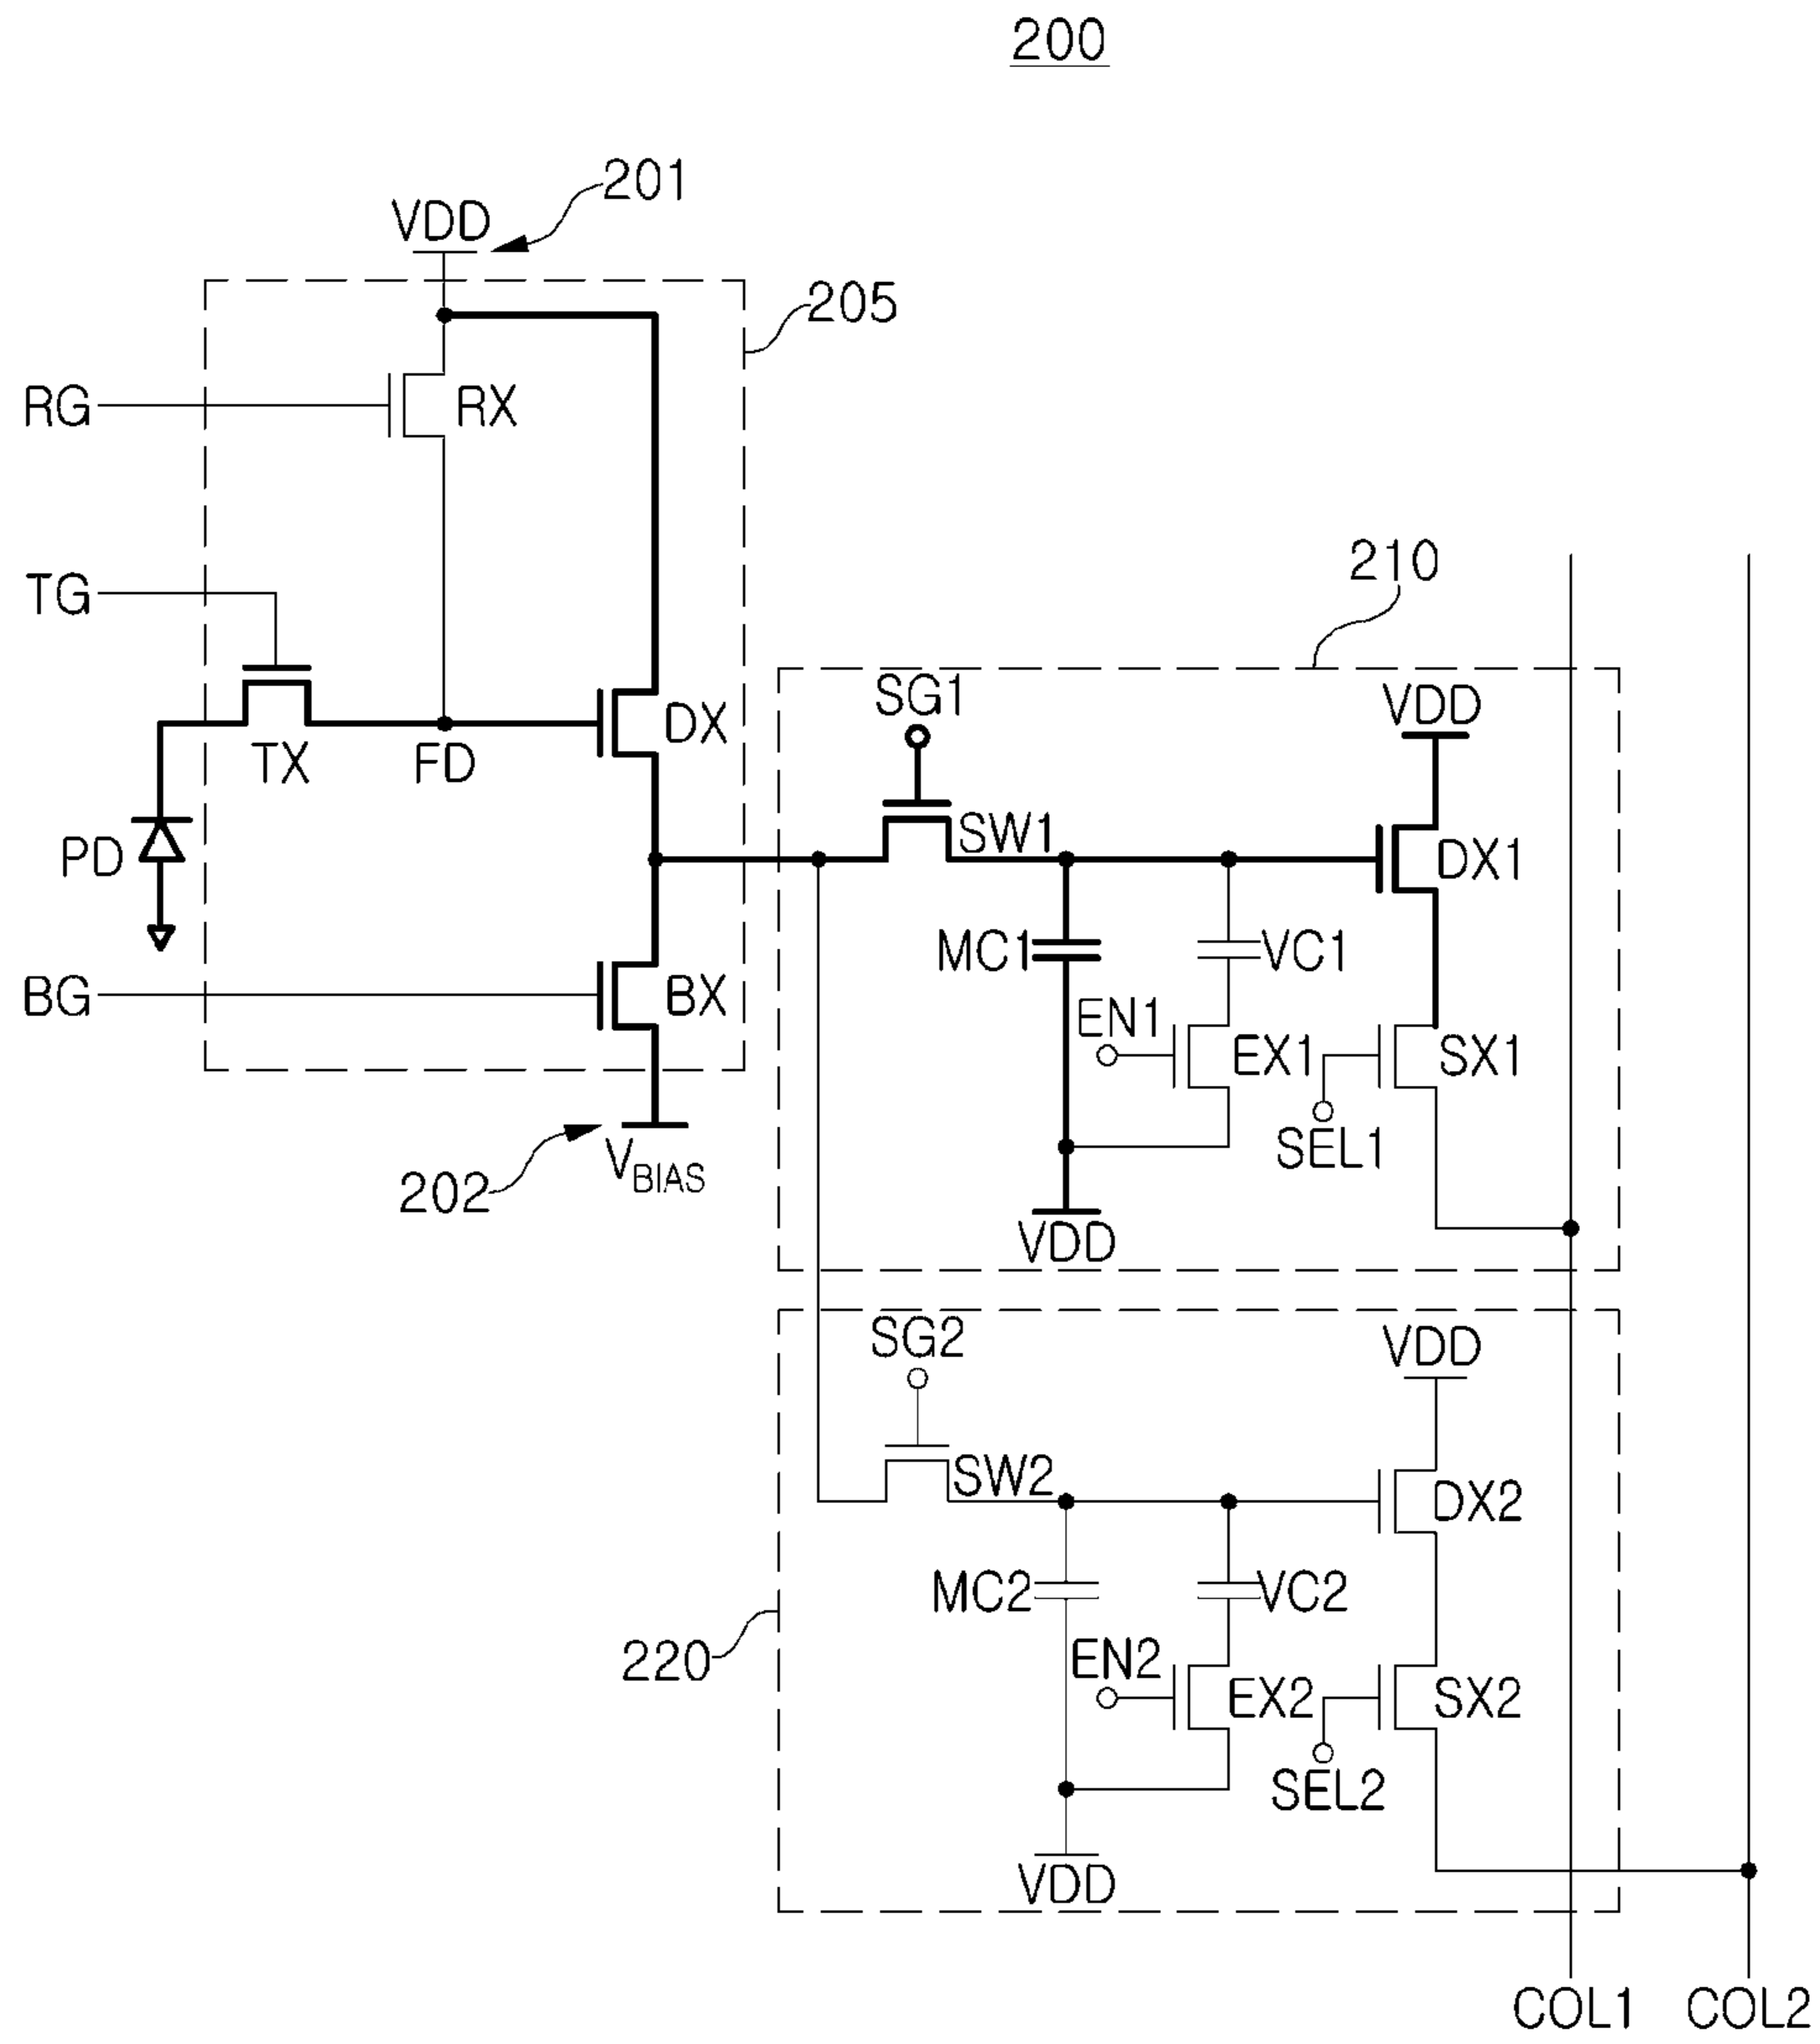 200
201
VDD
205
RG
RX
TG
210
SG1
VDD
DX
TX
FD
SW1
PD
DX1
MC1
VC1
BG
BX
EN1
EX1
SX1
SEL1
202
VBIAS
VDD
SG2
VDD
SW2
DX2
MC2
VC2
220
EN2
EX2
SX2
SEL2
VDD
COL1
COL2